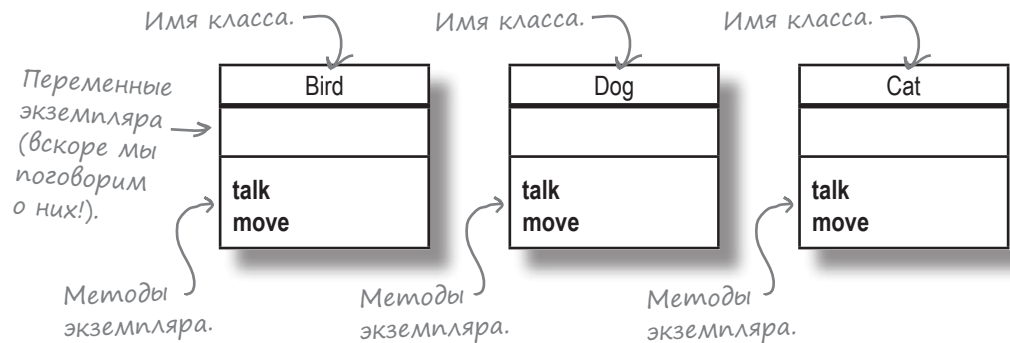 Имя класса.
Имя класса.
Имя класса.
Переменные
экземпляра
(вскоре мы
поговорим
о них!).
Bird
talk
move
Dog
talk
move
Cat
talk
move
Методы
экземпляра.
Методы
экземпляра.
Методы
экземпляра.